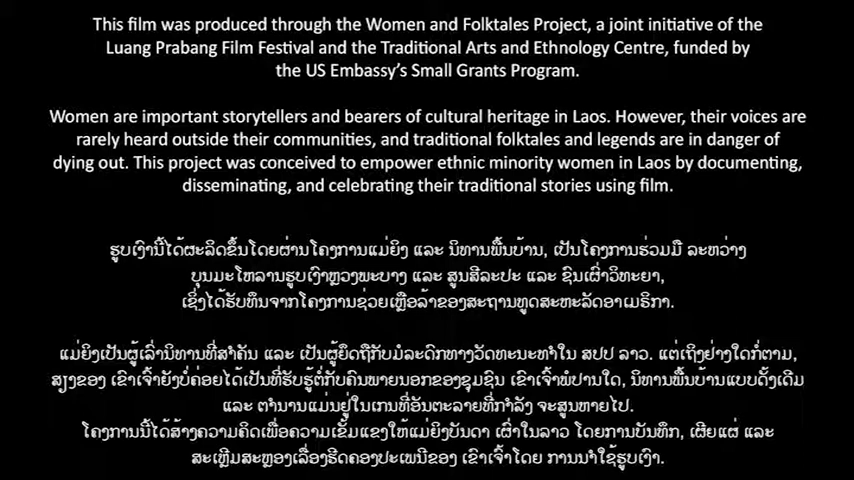 This film was produced through the Women and Folktales Project, a joint initiative of the
Luang Prabang Film Festival and the Traditional Arts and Ethnology Centre, funded by
the US Embassy's Small Grants Program.
Women are important storytellers and bearers of cultural heritage in Laos. However, their voices are
rarely heard outside their communities, and traditional folktales and legends are in danger of
dying out. This project was conceived to empower ethnic minority women in Laos by documenting,
disseminating, and celebrating their traditional stories using film.
ຮູບເງົານີ້ໄດ້ຜະລິດຂຶ້ນໂດຍຜ່ານໂຄງການແມ່ຍິງ ແລະ ນິທານພື້ນບ້ານ, ເປັນໂຄງການຮ່ວມມື ລະຫວ່າງ
ບຸນມະໂຫລານຮູບເງົາຫຼວງພະບາງ ແລະ ສູນສີລະປະ ແລະ ຊົນເຜົ່າວິທະຍາ,
ເຊິ່ງໄດ້ຮັບທຶນຈາກໂຄງການຊ່ວຍເຫຼືອລ້າຂອງສະຖານທູດສະຫະລັດອາເມຣິກາ.
ແມ່ຍິງເປັນຜູ້ເລົ່ານິທານທີ່ສຳຄັນ ແລະ ເປັນຜູ້ຍຶດຖືກັບມໍລະດົກທາງວັດທະນະທຳໃນ ສປປ ລາວ. ແຕ່ເຖິງຢ່າງໃດກໍ່ຕາມ,
ສຽງຂອງ ເຂົາເຈົ້າຍັງບໍ່ຄ່ອຍໄດ້ເປັນທີ່ຮັບຮູ້ຕໍ່ກັບຄົນພາຍນອກຂອງຊຸມຊົນ ເຂົາເຈົ້າພໍປານໃດ, ນິທານພື້ນບ້ານແບບດັ້ງເດີມ
ແລະ ຕຳນານແມ່ນຢູ່ໃນເກນທີ່ອັນຕະລາຍທີ່ກຳລັງ ຈະສູນຫາຍໄປ.
ໂຄງການນີ້ໄດ້ສ້າງຄວາມຄິດເພື່ອຄວາມເຂັ້ມແຂງໃຫ້ແມ່ຍິງບັນດາ ເຜົ່າໃນລາວ ໂດຍການບັນທຶກ, ເຜີຍແຜ່ ແລະ
ສະເຫຼີມສະຫຼອງເລື່ອງຮີດຄອງປະເພນີຂອງ ເຂົາເຈົ້າໂດຍ ການນຳໃຊ້ຮູບເງົາ.